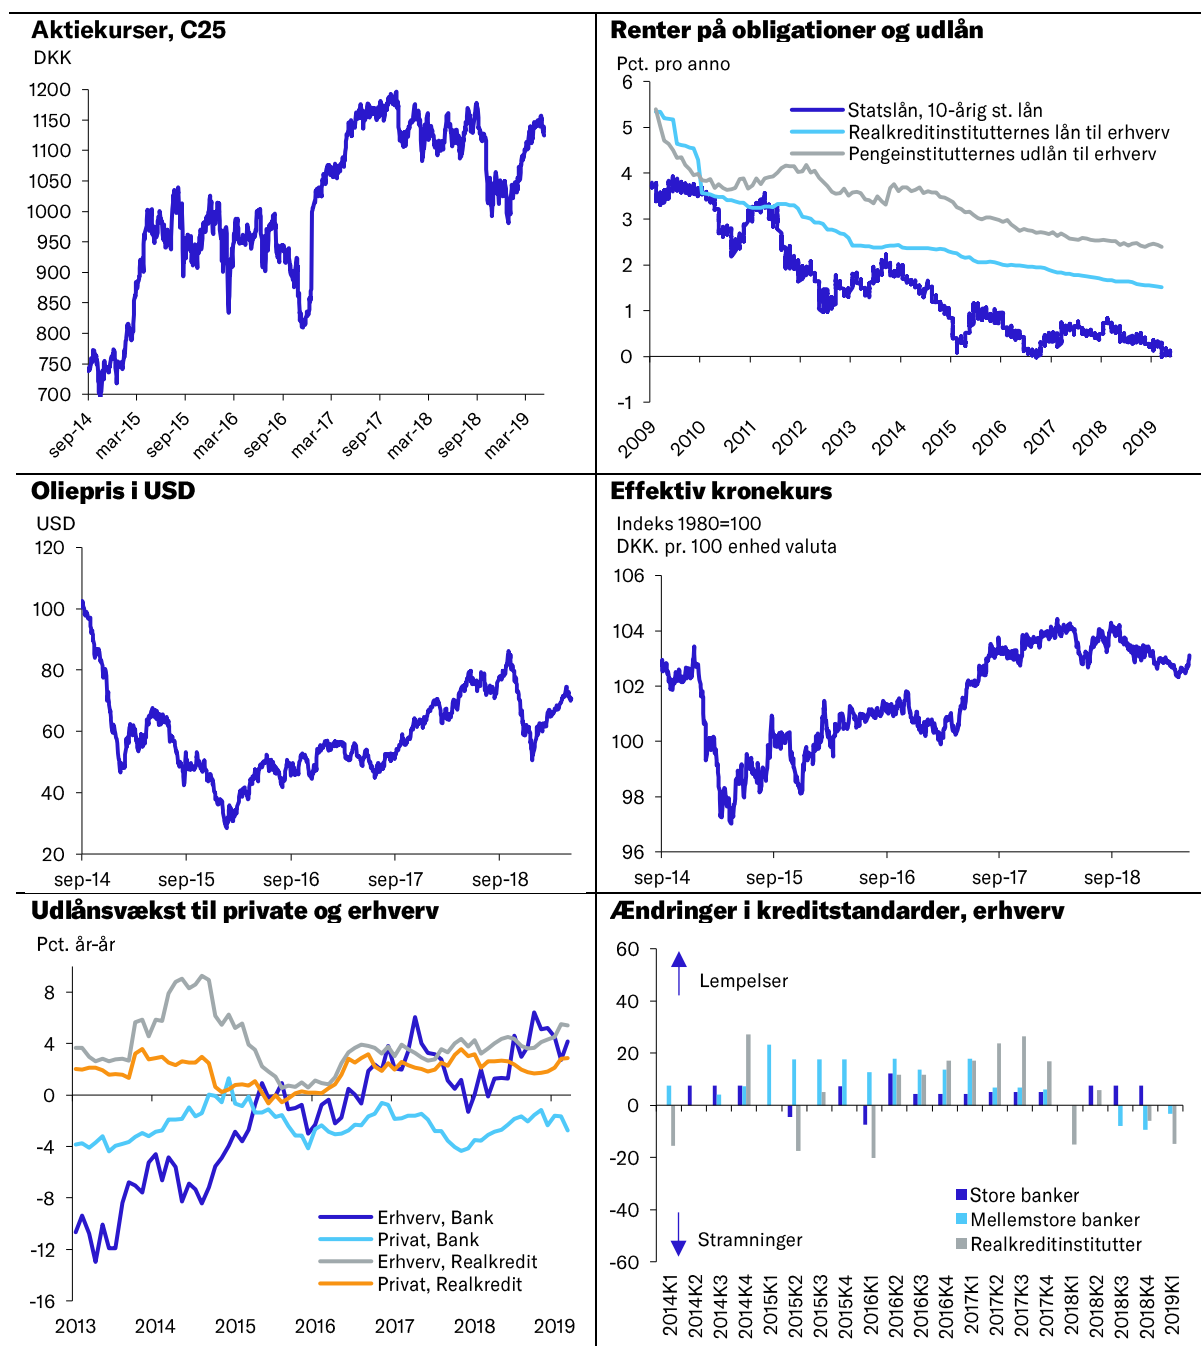 Aktiekurser, C25
DKK
1200
1150
1100
1050
1000
950
900
850
800
750
700
sep-14
mar-15
sep-15
mar-16
sep-16
mar-17
sep-17
mar-18
sep-18
mar-19
Renter på obligationer og udlån
Pct. pro anno
6
5
4
3
2
1
0
-1
Statslån, 10-årig st. lån
Realkreditinstitutternes lån til erhverv
Pengeinstitutternes udlån til erhverv
2009
2010
2011
2012
2013
2014
2015
2016
2017
2018
2019
Oliepris i USD
USD
120
100
80
60
40
20
sep-14
sep-15
sep-16
sep-17
sep-18
Effektiv kronekurs
Indeks 1980=100
DKK. pr. 100 enhed valuta
106
104
102
100
98
96
sep-14
sep-15
sep-16
sep-17
sep-18
Udlånsvækst til private og erhverv
Pct. år-år
8
4
0
-4
-8
-12
-16
Erhverv, Bank
Privat, Bank
Erhverv, Realkredit
Privat, Realkredit
2013
2014
2015
2016
2017
2018
2019
Ændringer i kreditstandarder, erhverv
60
40
20
0
-20
-40
-60
Lempelser
Stramninger
Store banker
Mellemstore banker
Realkreditinstitutter
2014K1
2014K2
2014K3
2014K4
2015K1
2015K2
2015K3
2015K4
2016K1
2016K2
2016K3
2016K4
2017K1
2017K2
2017K3
2017K4
2018K1
2018K2
2018K3
2018K4
2019K1